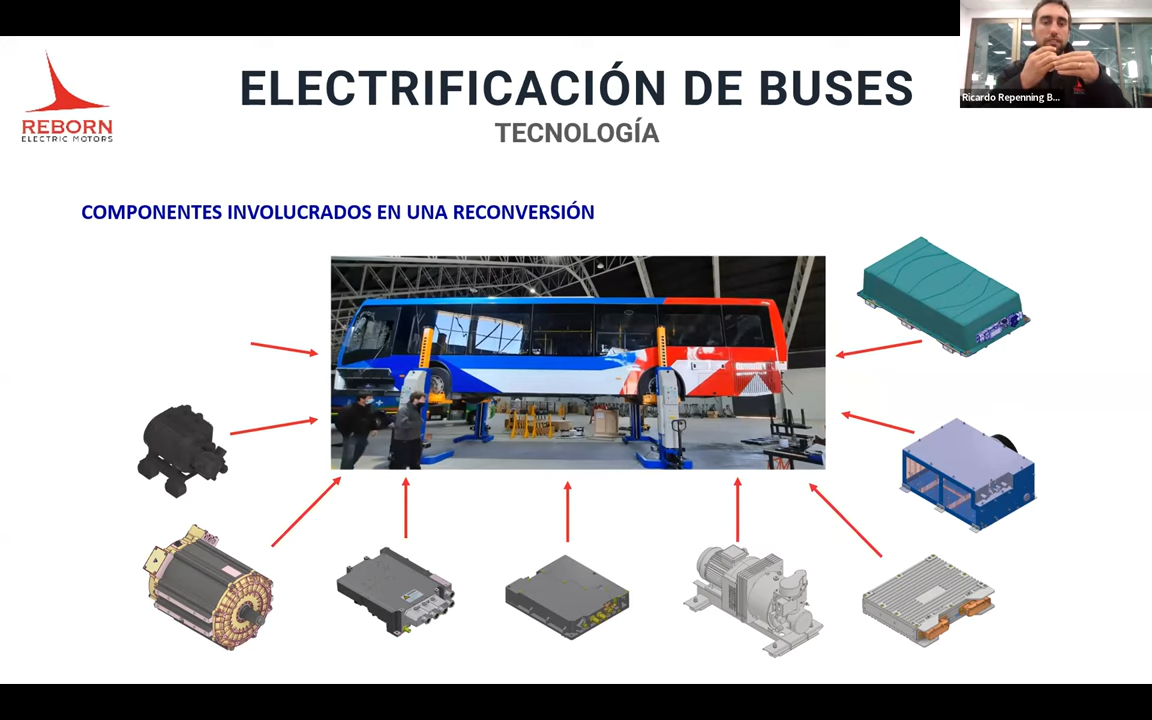 REBORN
ELECTRIC MOTORS
ELECTRIFICACIÓN DE BUSES
TECNOLOGÍA
Ricardo Repenning B...
COMPONENTES INVOLUCRADOS EN UNA RECONVERSIÓN